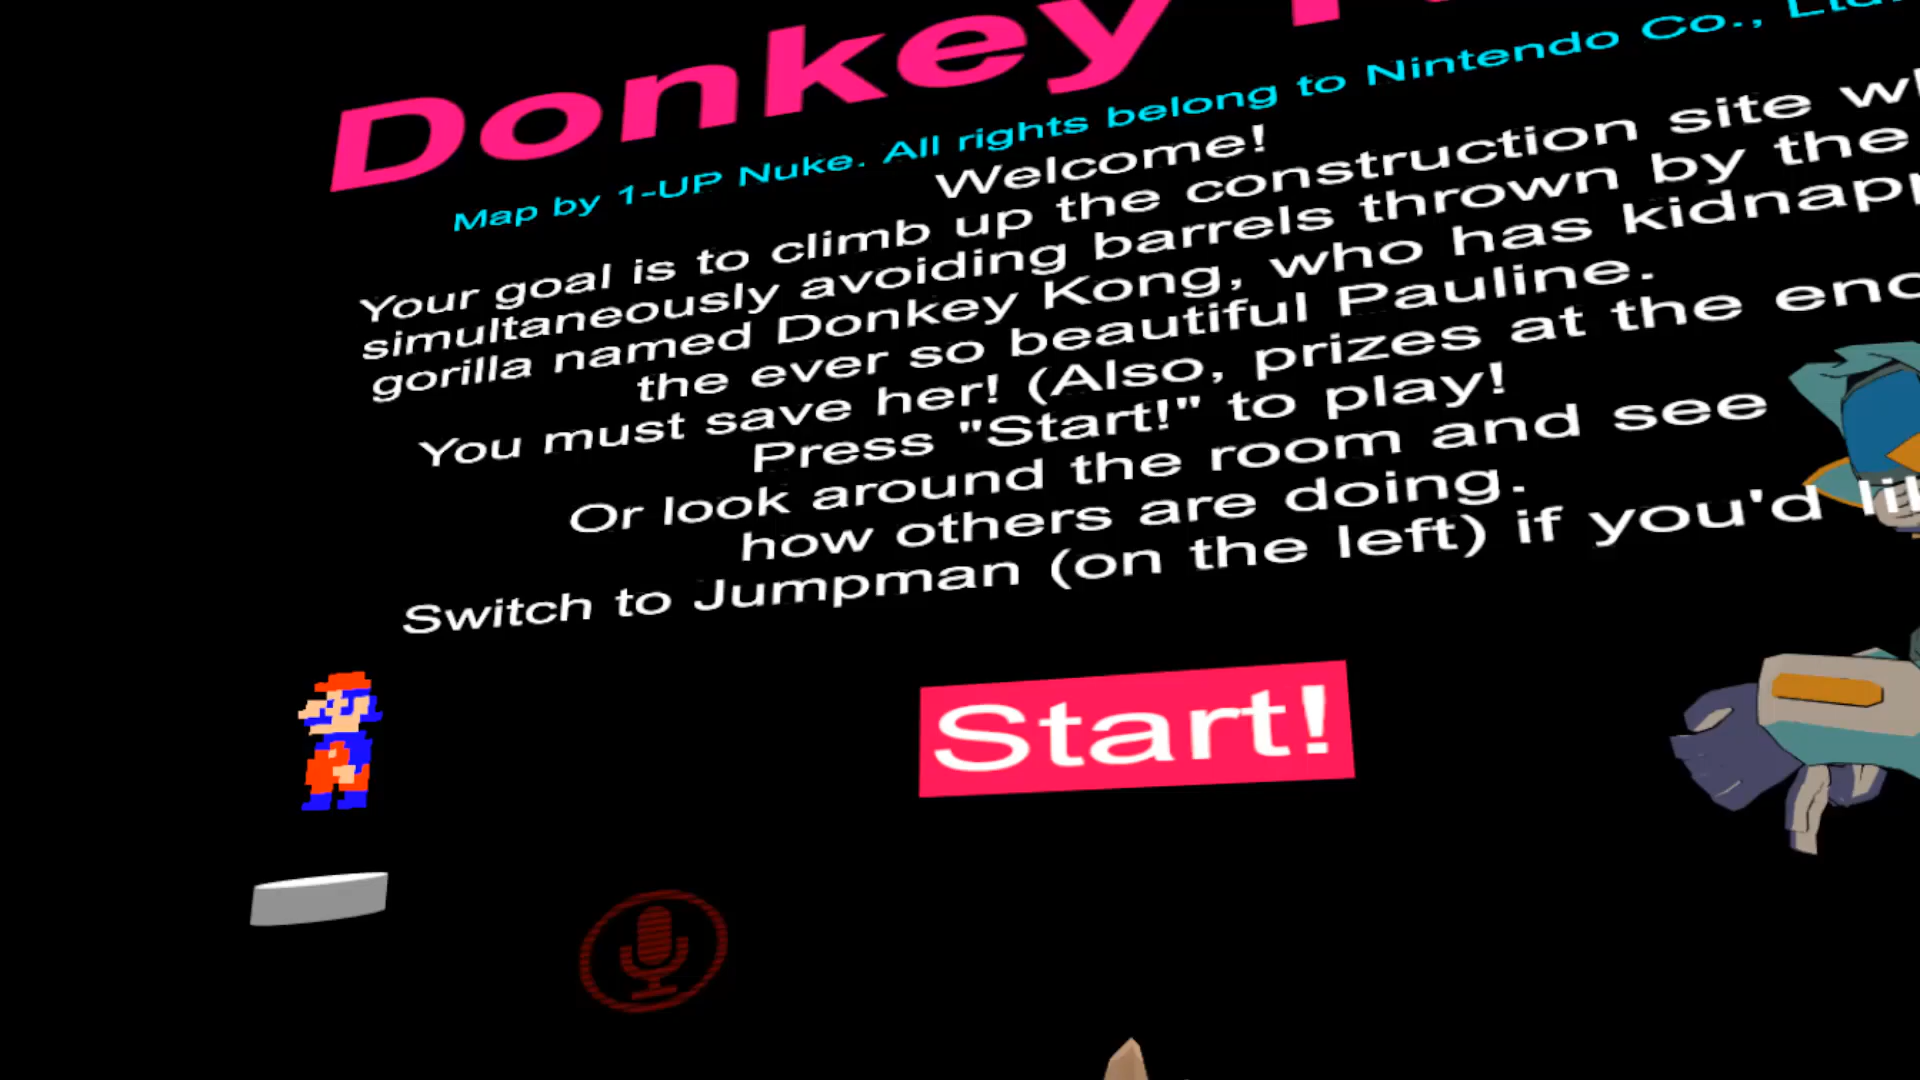 Donkey
Map by 1-UP Nuke. All rights belong to Nintendo Co., Ltd.
Welcome!
Your goal is to climb up the construction site
simultaneously avoiding barrels thrown by the
gorilla named Donkey Kong, who has
the ever so beautiful Pauline.
You must save her! (Also, prizes at the
Press "Start!" to play!
Or look around the room and see
how others are doing.
Switch to Jumpman (on the left) if you'd
Start!